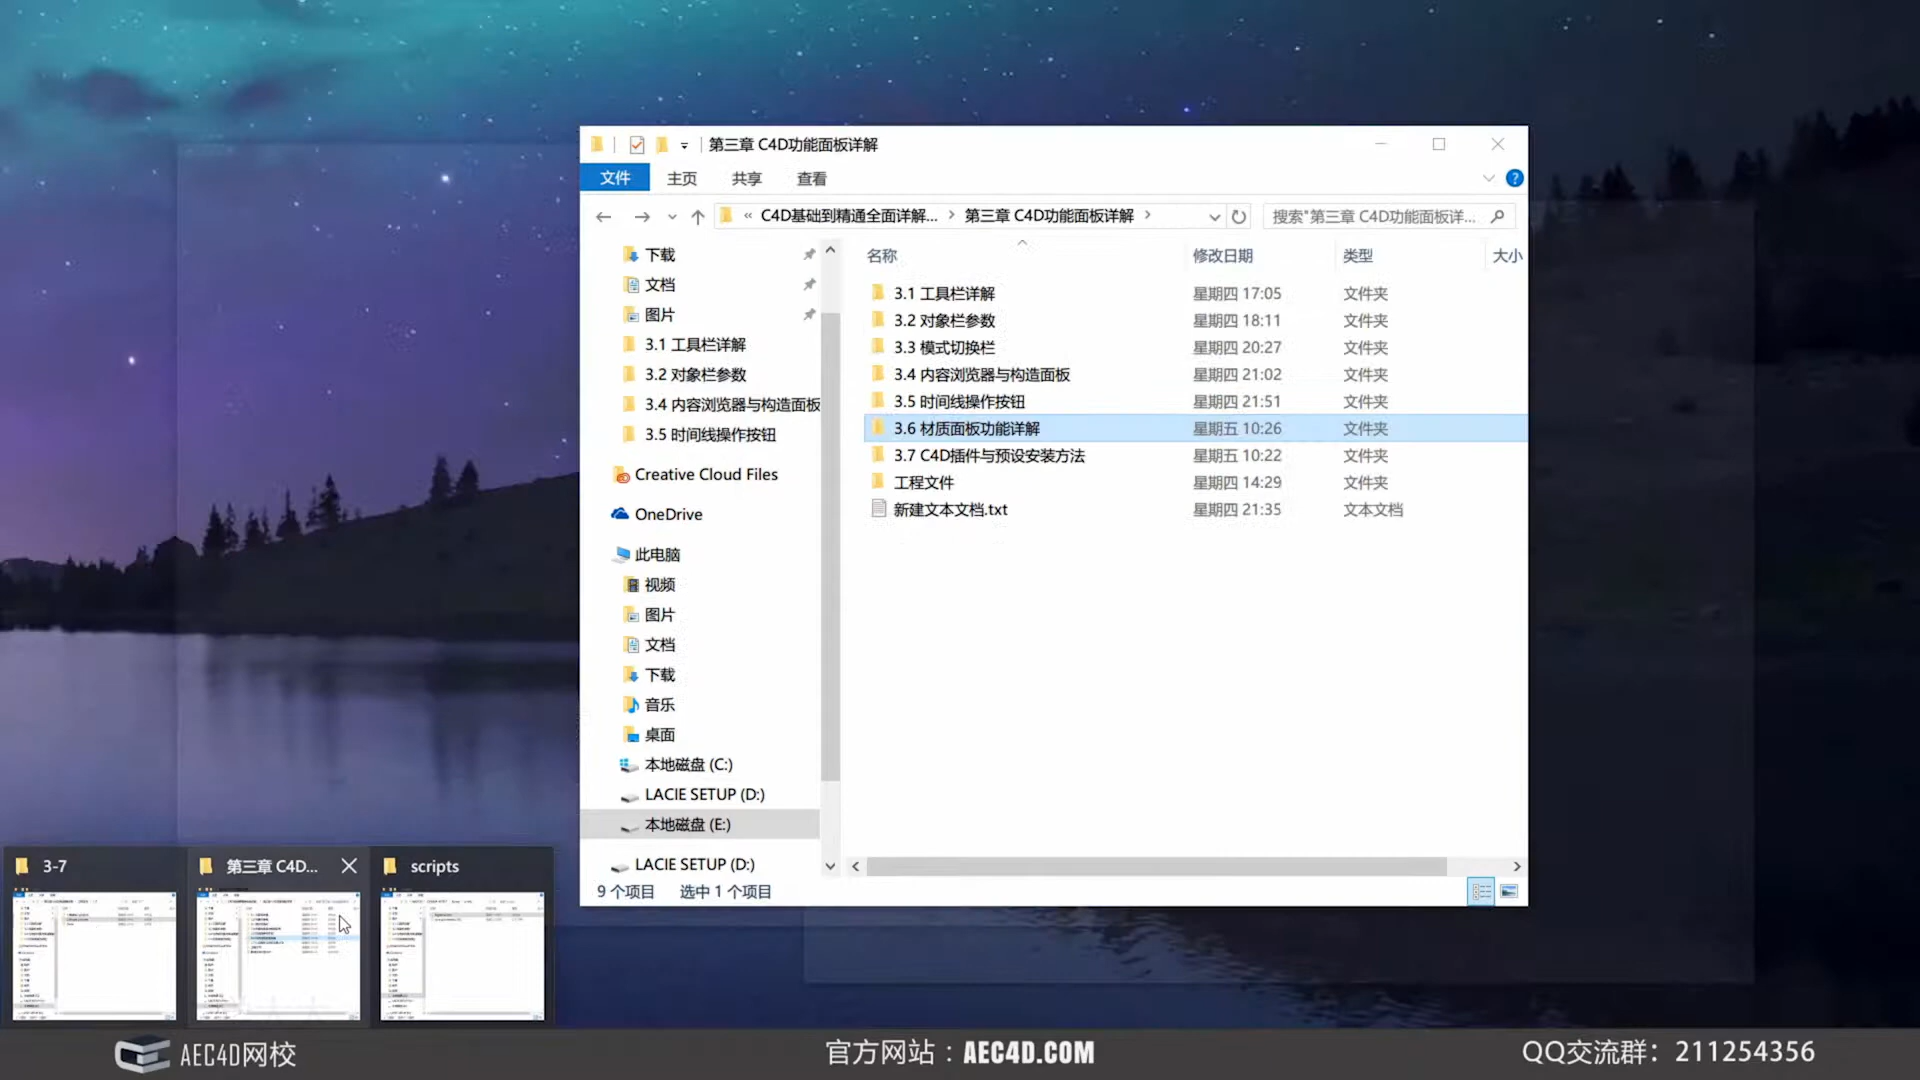 第三章 C4D功能面板详解
文件 主页 共享 查看
« C4D基础到精通全面详解... › 第三章 C4D功能面板详解 ›
搜索"第三章 C4D功能面板详...
下载
文档
图片
3.1 工具栏详解
3.2 对象栏参数
3.4 内容浏览器与构造面板
3.5 时间线操作按钮
Creative Cloud Files
OneDrive
此电脑
视频
图片
文档
下载
音乐
桌面
本地磁盘 (C:)
LACIE SETUP (D:)
本地磁盘 (E:)
LACIE SETUP (D:)
名称 修改日期 类型 大小
3.1 工具栏详解 星期四 17:05 文件夹
3.2 对象栏参数 星期四 18:11 文件夹
3.3 模式切换栏 星期四 20:27 文件夹
3.4 内容浏览器与构造面板 星期四 21:02 文件夹
3.5 时间线操作按钮 星期四 21:51 文件夹
3.6 材质面板功能详解 星期五 10:26 文件夹
3.7 C4D插件与预设安装方法 星期五 10:22 文件夹
工程文件 星期四 14:29 文件夹
新建文本文档.txt 星期四 21:35 文本文档
9 个项目 选中 1 个项目
3-7
第三章 C4D...
scripts
AEC4D网校
官方网站：AEC4D.COM
QQ交流群：211254356